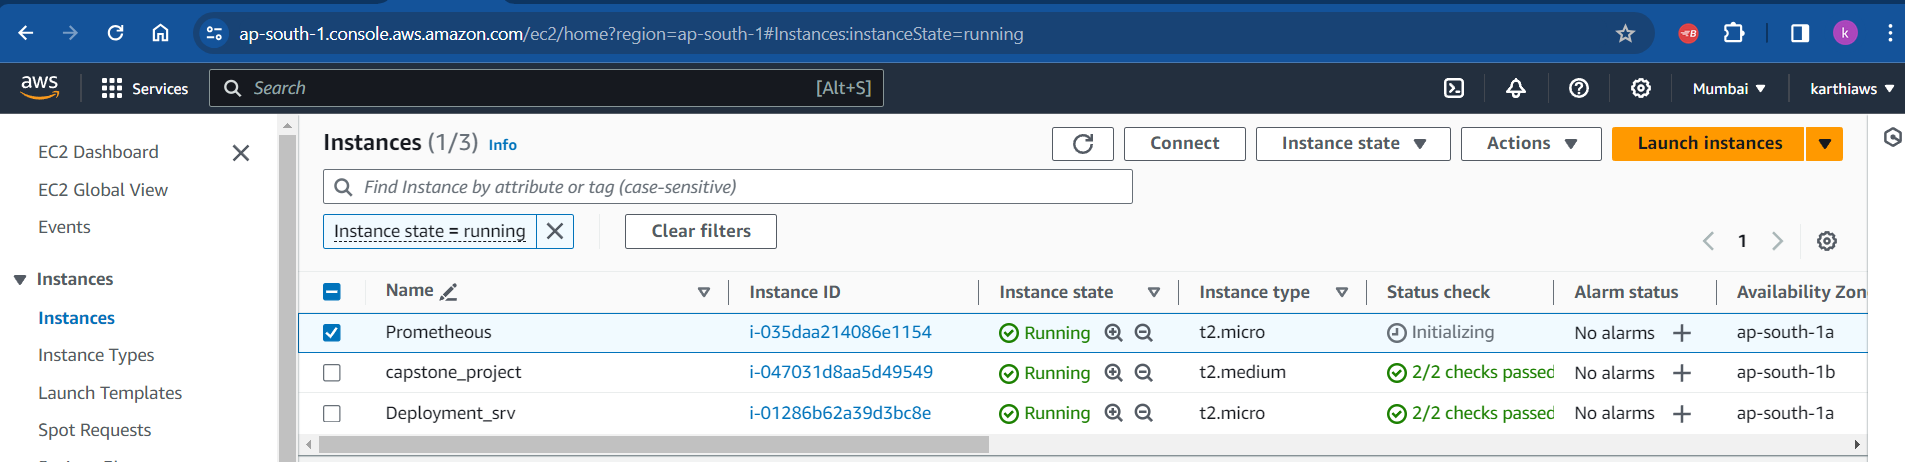 ap-south-1.console.aws.amazon.com/ec2/home?region=ap-south-1#Instances:instanceState=running
k
aws
Services
Search
[Alt+S]
Mumbai
karthiaws
EC2 Dashboard
EC2 Global View
Events
Instances
Instances
Instance Types
Launch Templates
Spot Requests
Instances (1/3) Info
Connect
Instance state
Actions
Launch instances
Find Instance by attribute or tag (case-sensitive)
Instance state = running
Clear filters
1
Name Instance ID Instance state Instance type Status check Alarm status Availability Zon
Prometheous i-035daa214086e1154 Running t2.micro Initializing No alarms ap-south-1a
capstone_project i-047031d8aa5d49549 Running t2.medium 2/2 checks passed No alarms ap-south-1b
Deployment_srv i-01286b62a39d3bc8e Running t2.micro 2/2 checks passed No alarms ap-south-1a